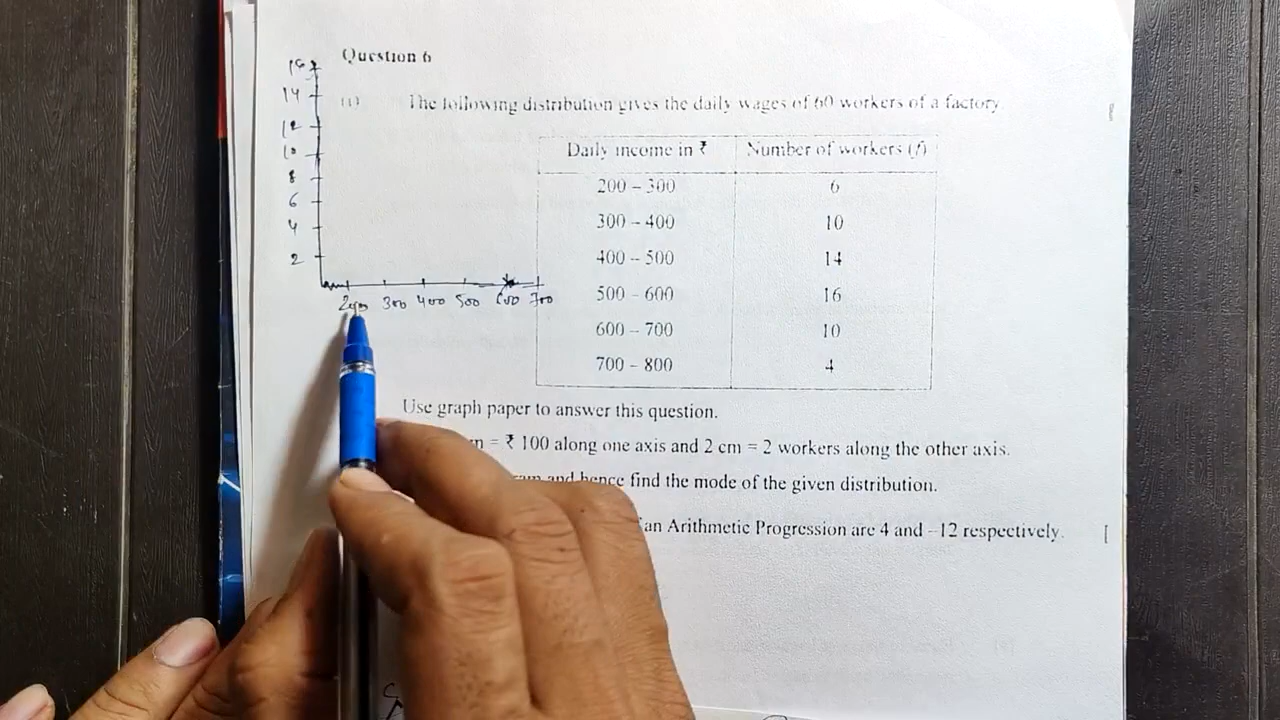 Question 6
(i) The following distribution gives the daily wages of 60 workers of a factory
Daily income in ₹ Number of workers (f)
200 – 300 6
300 – 400 10
400 – 500 14
500 – 600 16
600 – 700 10
700 – 800 4
16
14
12
10
8
6
4
2
200 300 400 500 600 700
Use graph paper to answer this question.
= ₹ 100 along one axis and 2 cm = 2 workers along the other axis.
and hence find the mode of the given distribution.
an Arithmetic Progression are 4 and –12 respectively. [